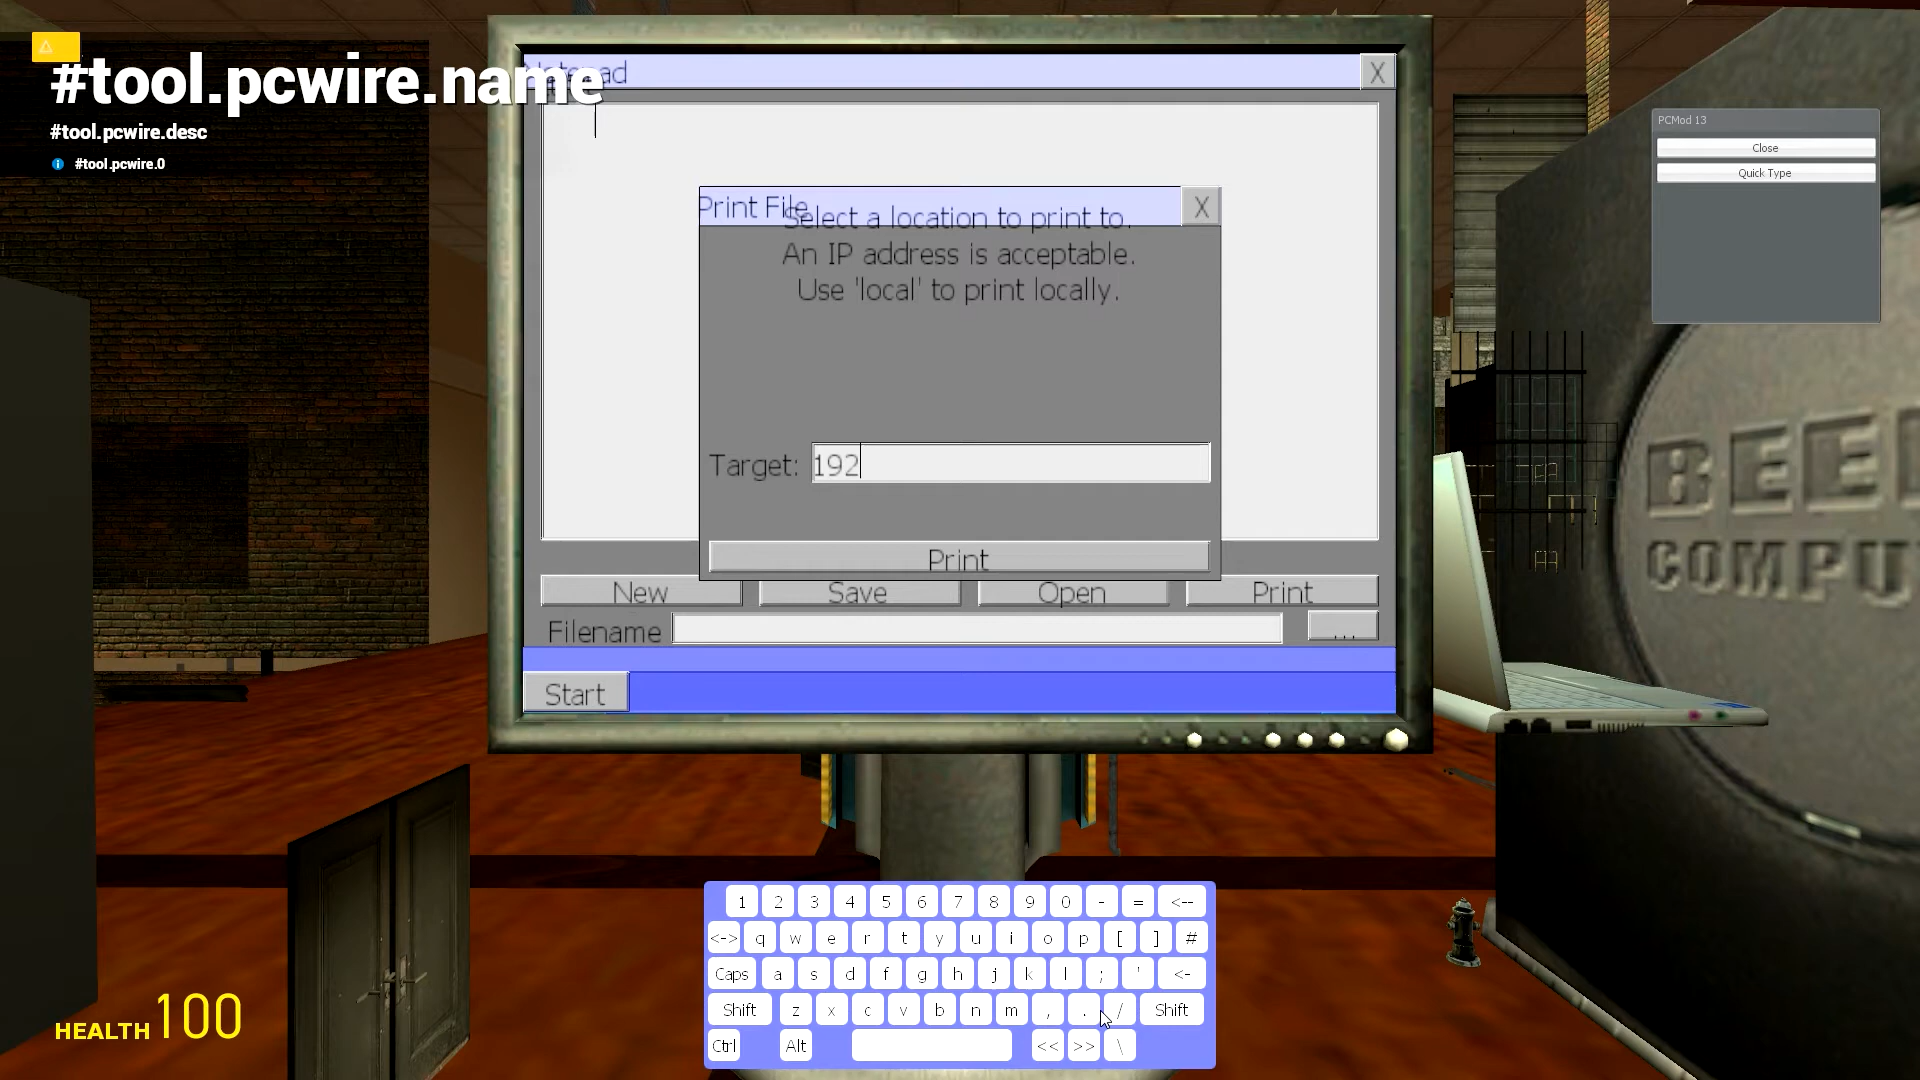 #tool.pcwire.name
#tool.pcwire.desc
#tool.pcwire.0
X
Print File
X
Select a location to print to.
An IP address is acceptable.
Use 'local' to print locally.
Target: 192
Print
New Save Open Print
Filename ...
Start
PCMod 13
Close
Quick Type
HEALTH 100
1 2 3 4 5 6 7 8 9 0 - = <--
<-> q w e r t y u i o p [ ] #
Caps a s d f g h j k l ; ' <-
Shift z x c v b n m , . / Shift
Ctrl Alt << >> \